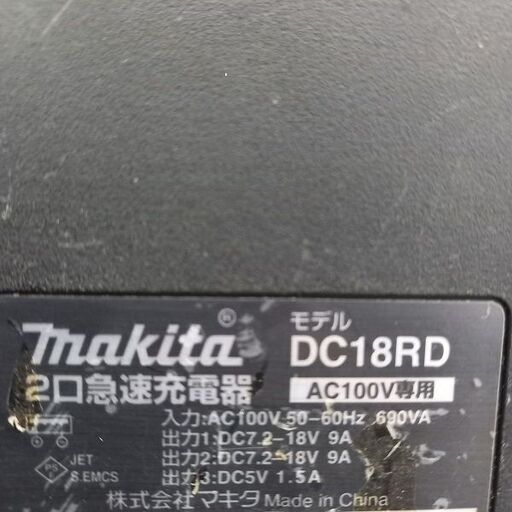 モデル
makita® DC18RD
2口急速充電器 AC100V専用
入力:AC100V 50-60Hz 690VA
出力1:DC7.2-18V 9A
JET 出力2:DC7.2-18V 9A
S.EMCS 出力3:DC5V 1.5A
株式会社マキタ Made in China